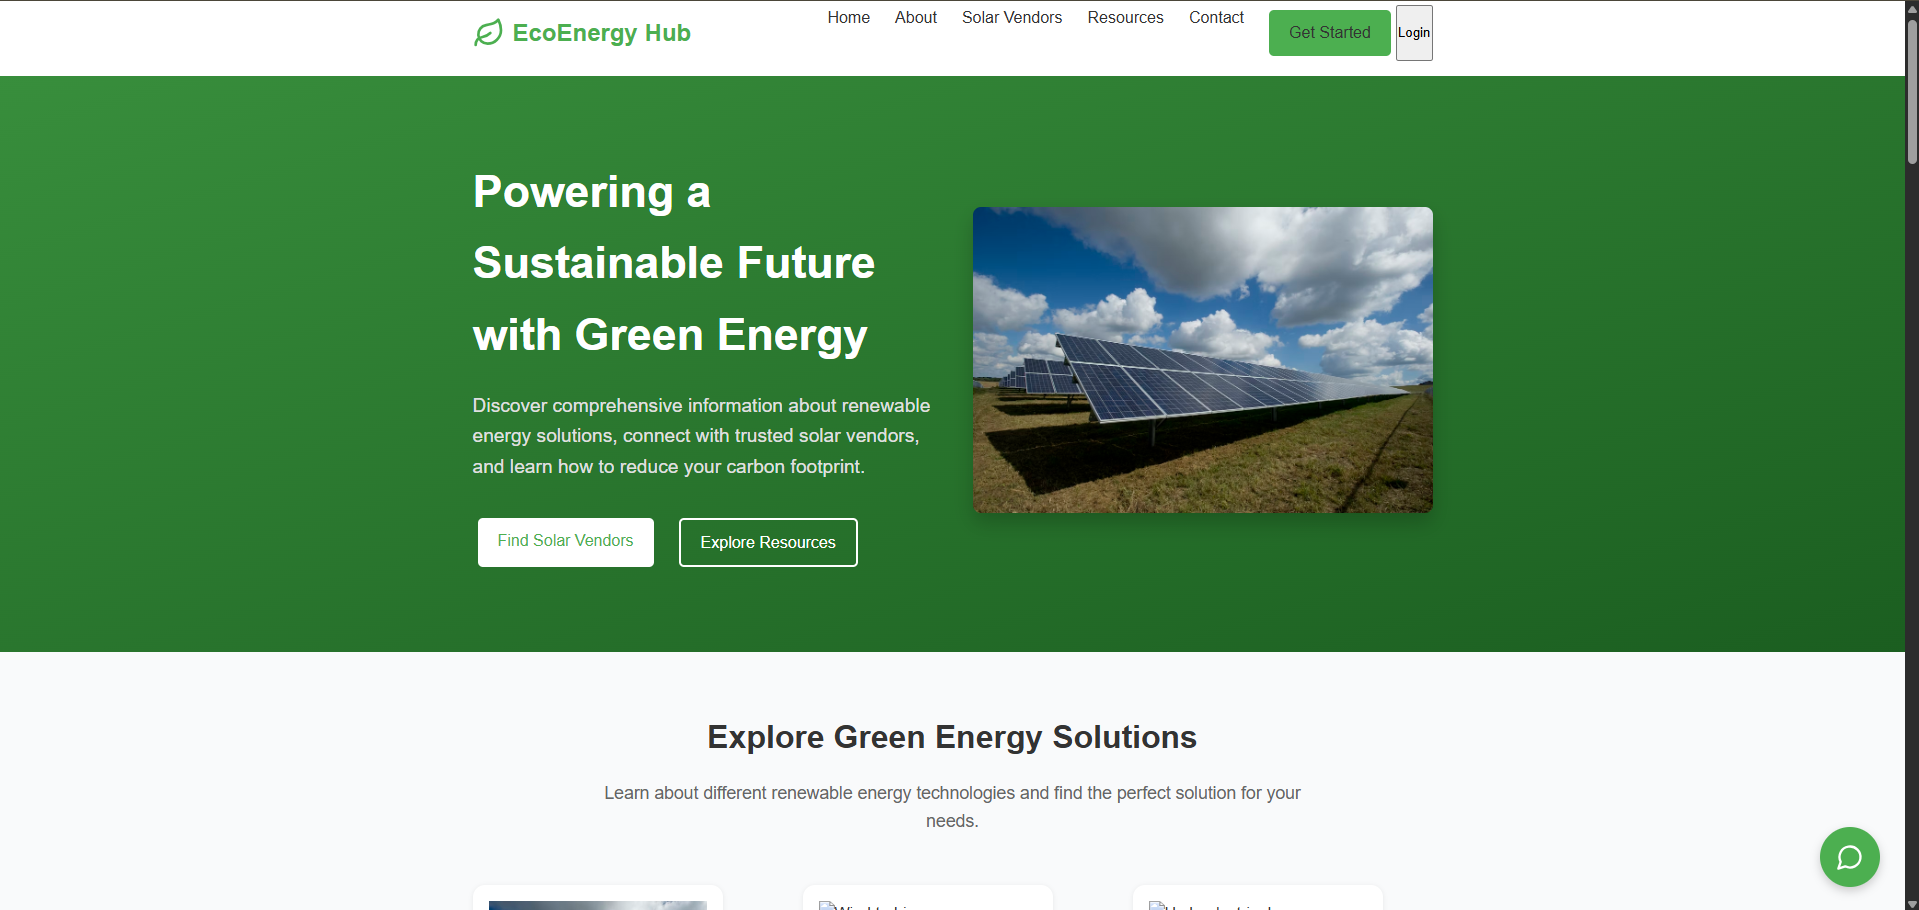 EcoEnergy Hub
Home
About
Solar Vendors
Resources
Contact
Get Started
Login
Powering a
Sustainable Future
with Green Energy
Discover comprehensive information about renewable
energy solutions, connect with trusted solar vendors,
and learn how to reduce your carbon footprint.
Find Solar Vendors
Explore Resources
Explore Green Energy Solutions
Learn about different renewable energy technologies and find the perfect solution for your
needs.